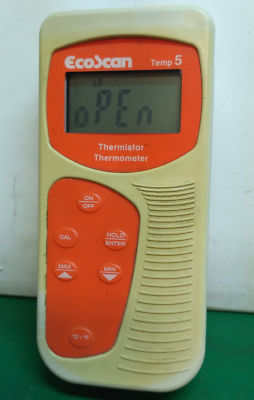 EcoScan Temp 5
LO
oPEn
Thermistor
Thermometer
ON
OFF
CAL HOLD
ENTER
MAX MIN
°C / °F